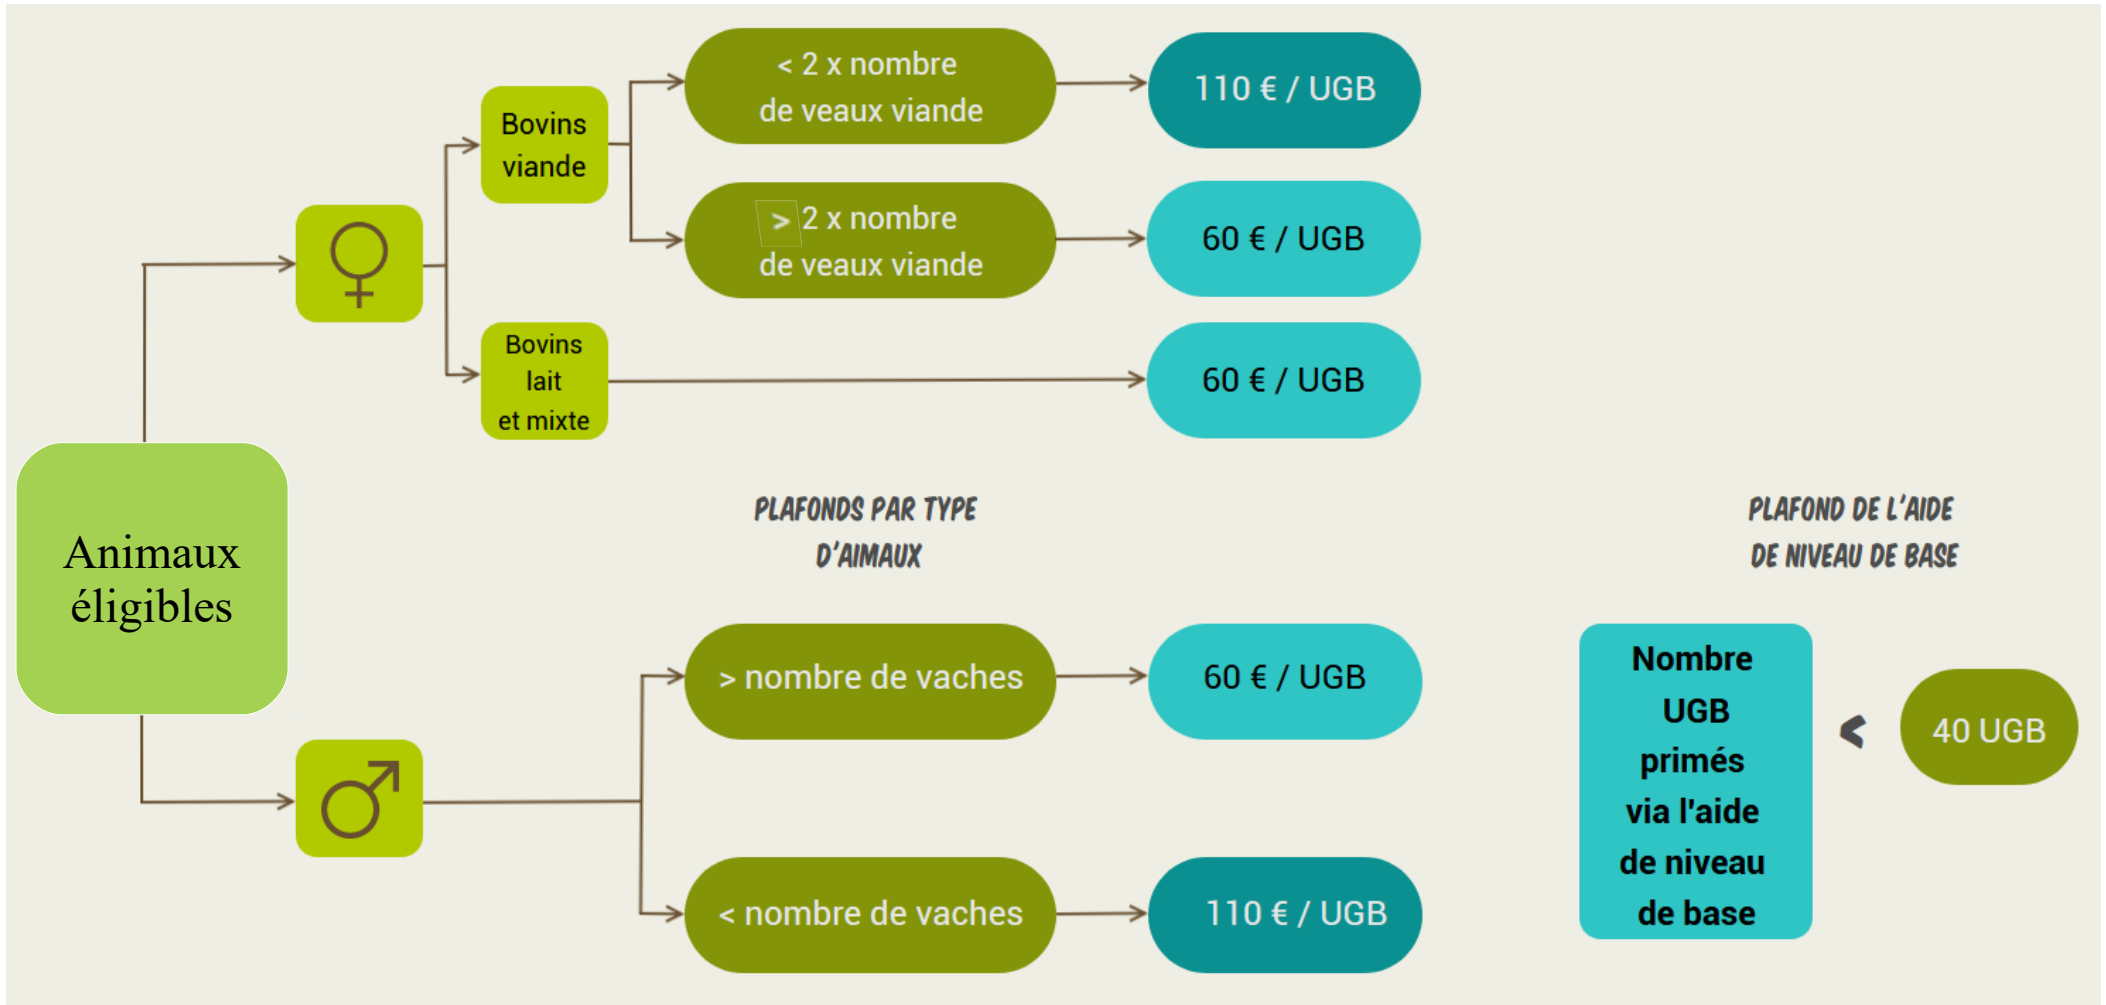 < 2 x nombre
de veaux viande
110 € / UGB
Bovins
viande
> 2 x nombre
de veaux viande
60 € / UGB
Bovins
lait
et mixte
60 € / UGB
Animaux
éligibles
PLAFONDS PAR TYPE
D'AIMAUX
PLAFOND DE L'AIDE
DE NIVEAU DE BASE
> nombre de vaches
60 € / UGB
< nombre de vaches
110 € / UGB
Nombre
UGB
primés
via l'aide
de niveau
de base
<
40 UGB